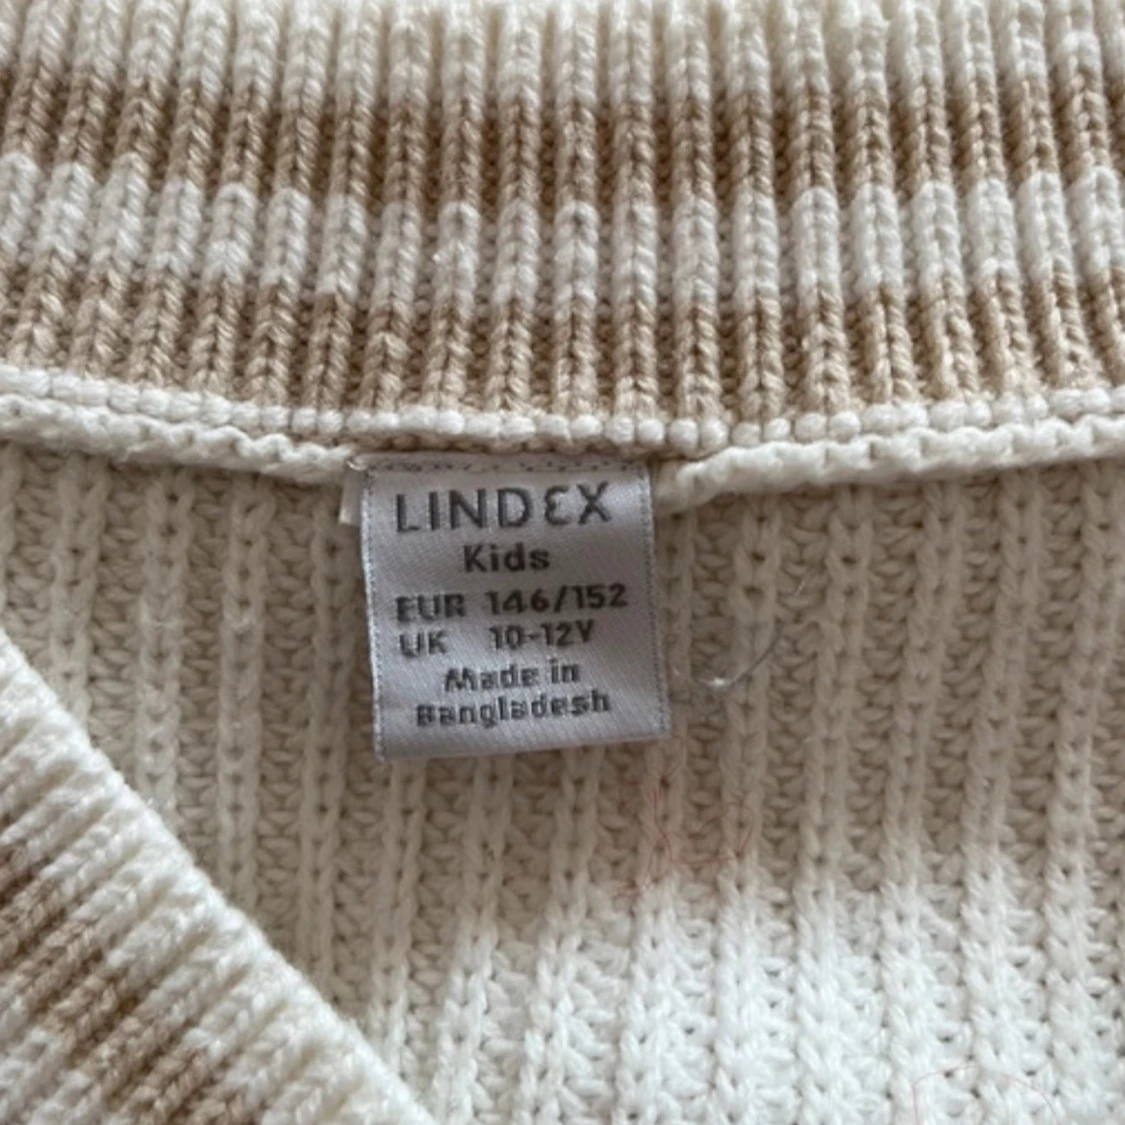 LINDEX
Kids
EUR 146/152
UK 10-12Y
Made in
Bangladesh